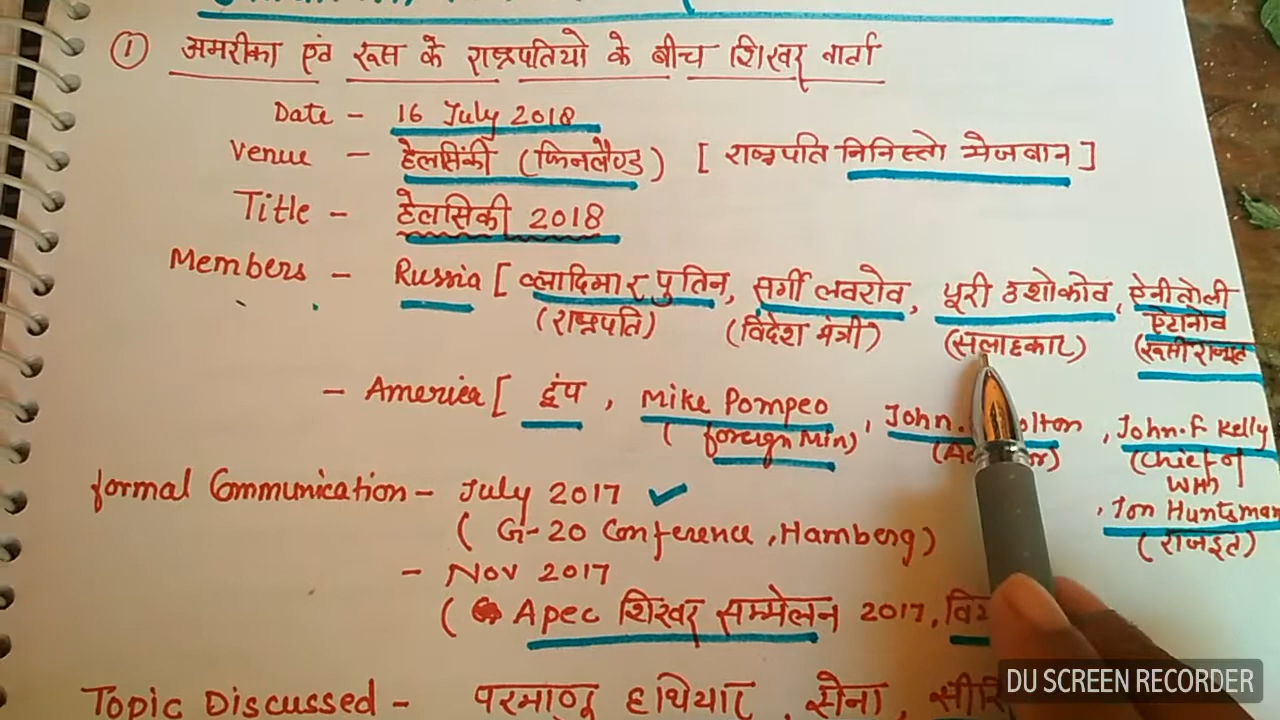 ① अमरीका एवं रूस के राष्ट्रपतियो के बीच शिखर वार्ता
Date - 16 July 2018
Venue - हेलसिंकी (फिनलैण्ड) [राष्ट्रपति निनिस्तो मेजबान]
Title - हेलसिकी 2018
Members - Russia [व्लादिमार पुतिन, सर्गी लवरोव, यूरी उशोकोव, ऐनीतोली
(राष्ट्रपति) (विदेश मंत्री) (सलाहकार) एंटानोव
(रूसी राजदूत
- America [ ट्रंप, Mike Pompeo, John. , John.F Kelly
(foreign Min) (Chief of
WH)
, Jon Huntsman
(राजदूत)
formal Communication - July 2017 ✓
(G-20 Conference, Hamberg)
- Nov 2017
(Apec शिखर सम्मेलन 2017,
Topic Discussed - परमाणु हथियार, सेना,
DU SCREEN RECORDER